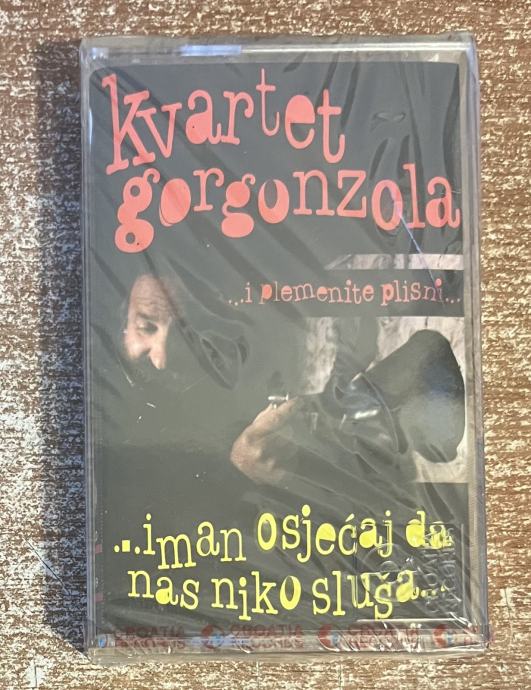 kvartet
gorgonzola
...i plemenite plisni...
...iman osjećaj da
nas niko sluša...